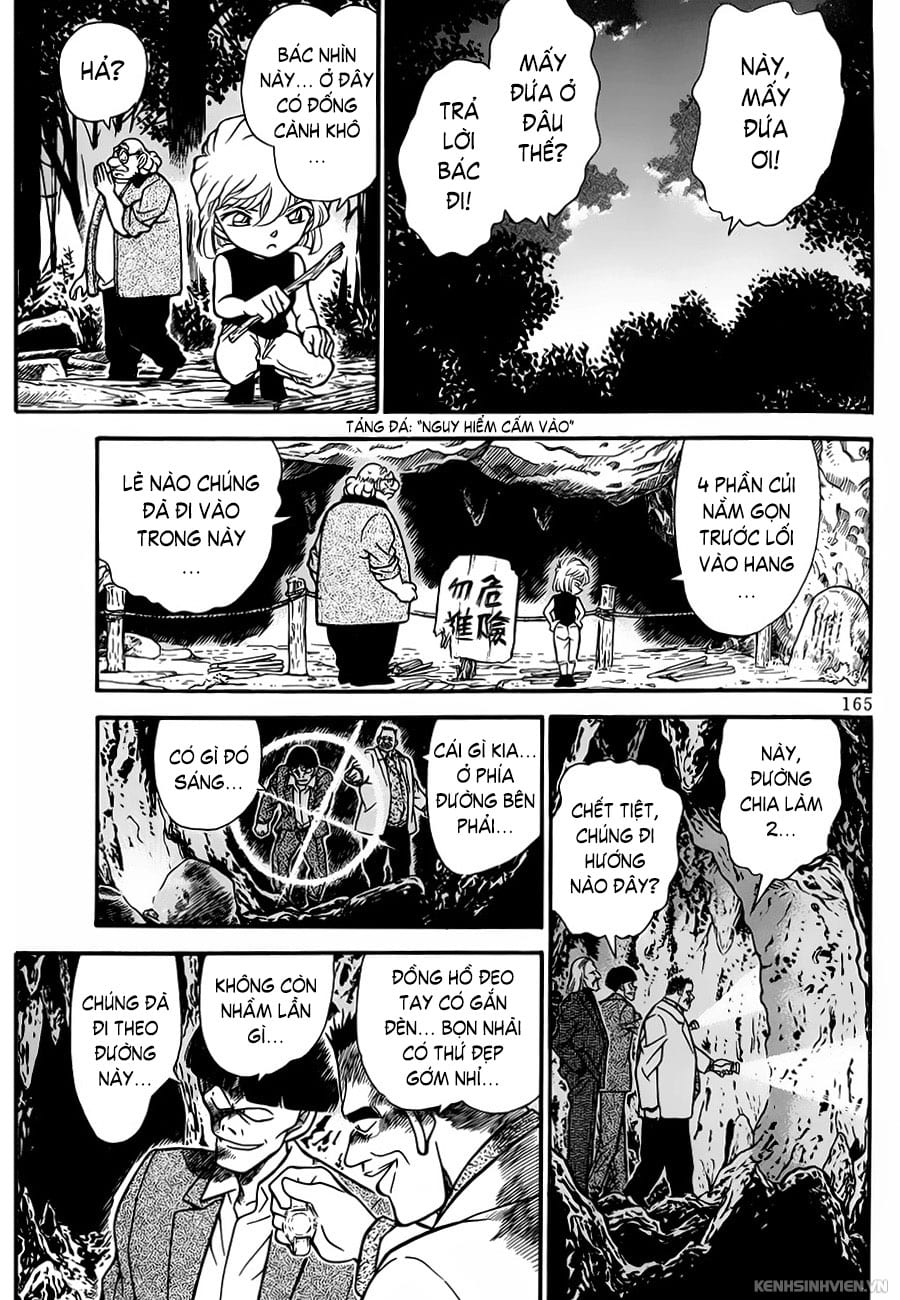 NÀY,
MẤY
ĐỨA
ƠI!
MẤY
ĐỨA Ở
ĐÂU
THẾ?
TRẢ
LỜI
BÁC
ĐI!
BÁC NHÌN
NÀY... Ở ĐÂY
CÓ ĐỐNG
CÀNH KHÔ
...
HẢ?
TẢNG ĐÁ: "NGUY HIỂM CẤM VÀO"
4 PHẦN CỦI
NẰM GỌN
TRƯỚC LỐI
VÀO HANG
...
危険
勿進
LẼ NÀO CHÚNG
ĐÃ ĐI VÀO
TRONG NÀY
...
165
NÀY,
ĐƯỜNG
CHIA LÀM
2...
CHẾT TIỆT,
CHÚNG ĐI
HƯỚNG
NÀO ĐÂY?
CÁI GÌ KIA...
Ở PHÍA
ĐƯỜNG BÊN
PHẢI...
CÓ GÌ ĐÓ
SÁNG...
ĐỒNG HỒ ĐEO
TAY CÓ GẮN
ĐÈN... BỌN NHÃI
CÓ THỨ ĐẸP
GỚM NHỈ...
KHÔNG CÒN
NHẦM LẪN
GÌ...
CHÚNG ĐÃ
ĐI THEO
ĐƯỜNG
NÀY...
KENHSINHVIEN.VN